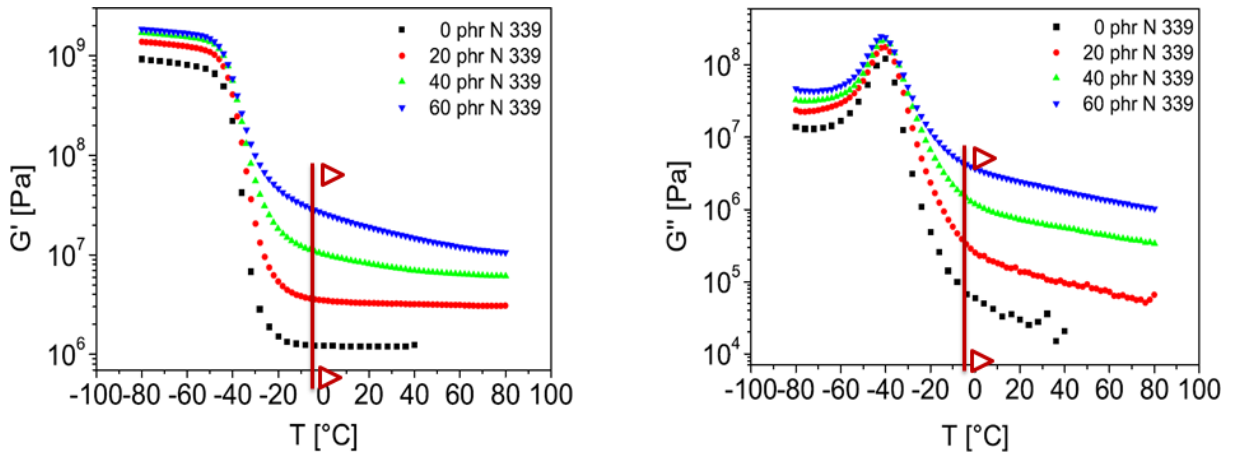 0 phr N 339
20 phr N 339
40 phr N 339
60 phr N 339
10⁹
10⁸
10⁷
10⁶
G' [Pa]
-100 -80 -60 -40 -20 0 20 40 60 80 100
T [°C]
0 phr N 339
20 phr N 339
40 phr N 339
60 phr N 339
10⁸
10⁷
10⁶
10⁵
10⁴
G'' [Pa]
-100 -80 -60 -40 -20 0 20 40 60 80 100
T [°C]